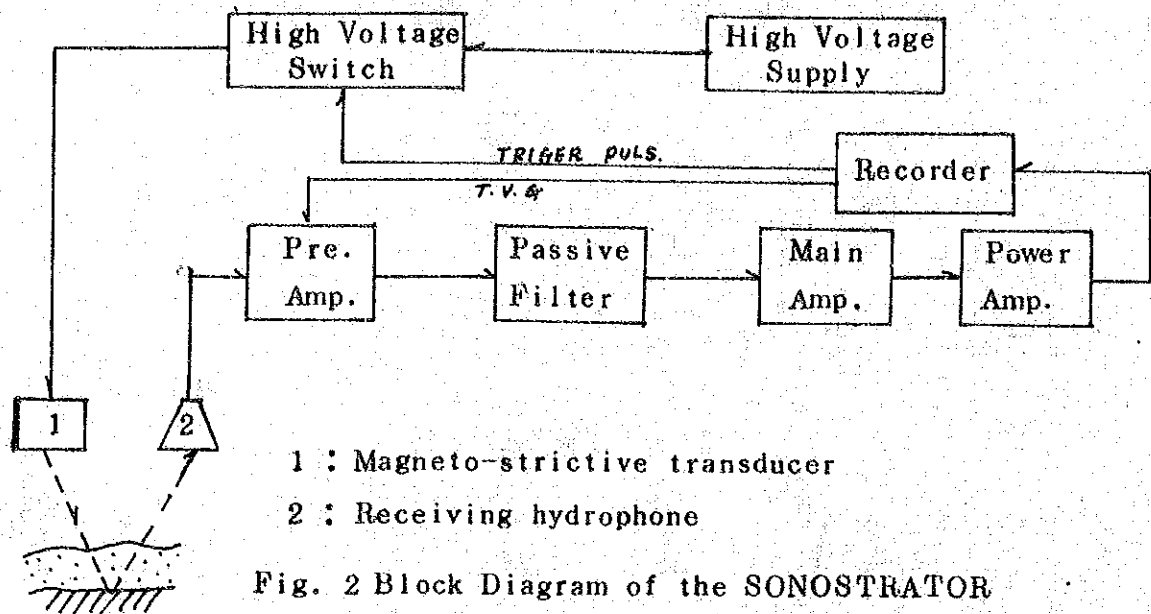 High Voltage
Switch
High Voltage
Supply
TRIGER PULS.
T.V.G
Recorder
Pre.
Amp.
Passive
Filter
Main
Amp.
Power
Amp.
1
2
1 : Magneto-strictive transducer
2 : Receiving hydrophone
Fig. 2 Block Diagram of the SONOSTRATOR